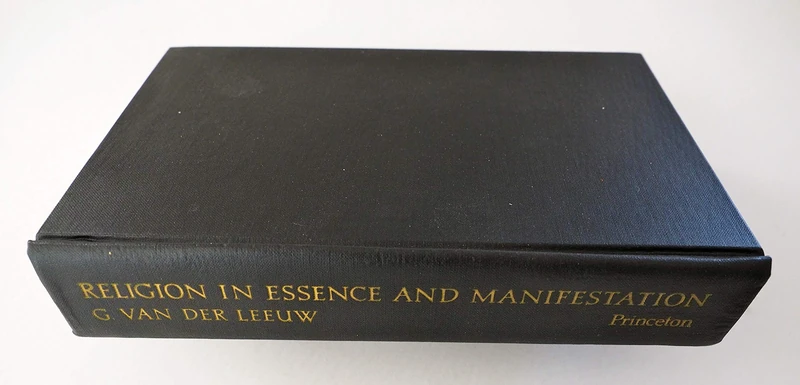 RELIGION IN ESSENCE AND MANIFESTATION
G VAN DER LEEUW
Princeton